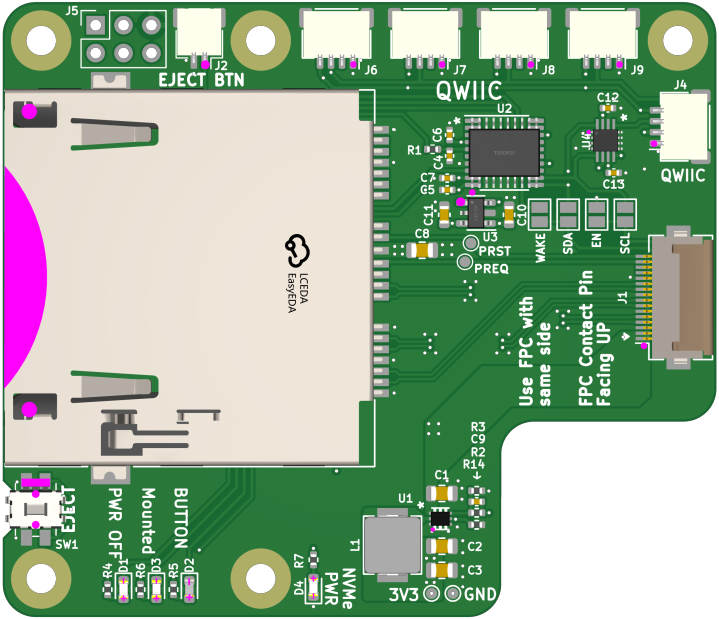 J5
J2
EJECT BTN
J6
J7
J8
J9
QWIIC
J4
QWIIC
U2
C12
U4
C13
C6
R1
C4
C7
G5
C11
C10
U3
C8
PRST
PREQ
WAKE
SDA
EN
SCL
J1
LCEDA
EasyEDA
Use FPC with
same side
FPC Contact Pin
Facing UP
R3
C9
R2
R14
C1
U1
L1
C2
C3
3V3
GND
EJECT
SW1
PWR OFF
Mounted
BUTTON
R4
D1
R6
D3
R5
D2
R7
D4
NVMe
PWR